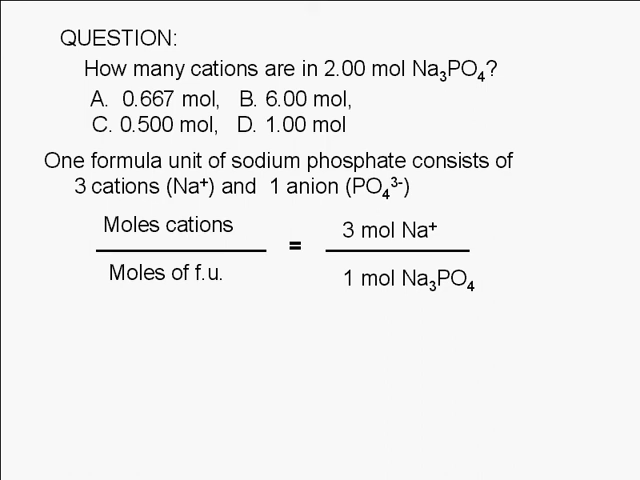 QUESTION:
How many cations are in 2.00 mol Na₃PO₄?
A. 0.667 mol, B. 6.00 mol,
C. 0.500 mol, D. 1.00 mol
One formula unit of sodium phosphate consists of
3 cations (Na⁺) and 1 anion (PO₄³⁻)
Moles cations
Moles of f.u.
=
3 mol Na⁺
1 mol Na₃PO₄